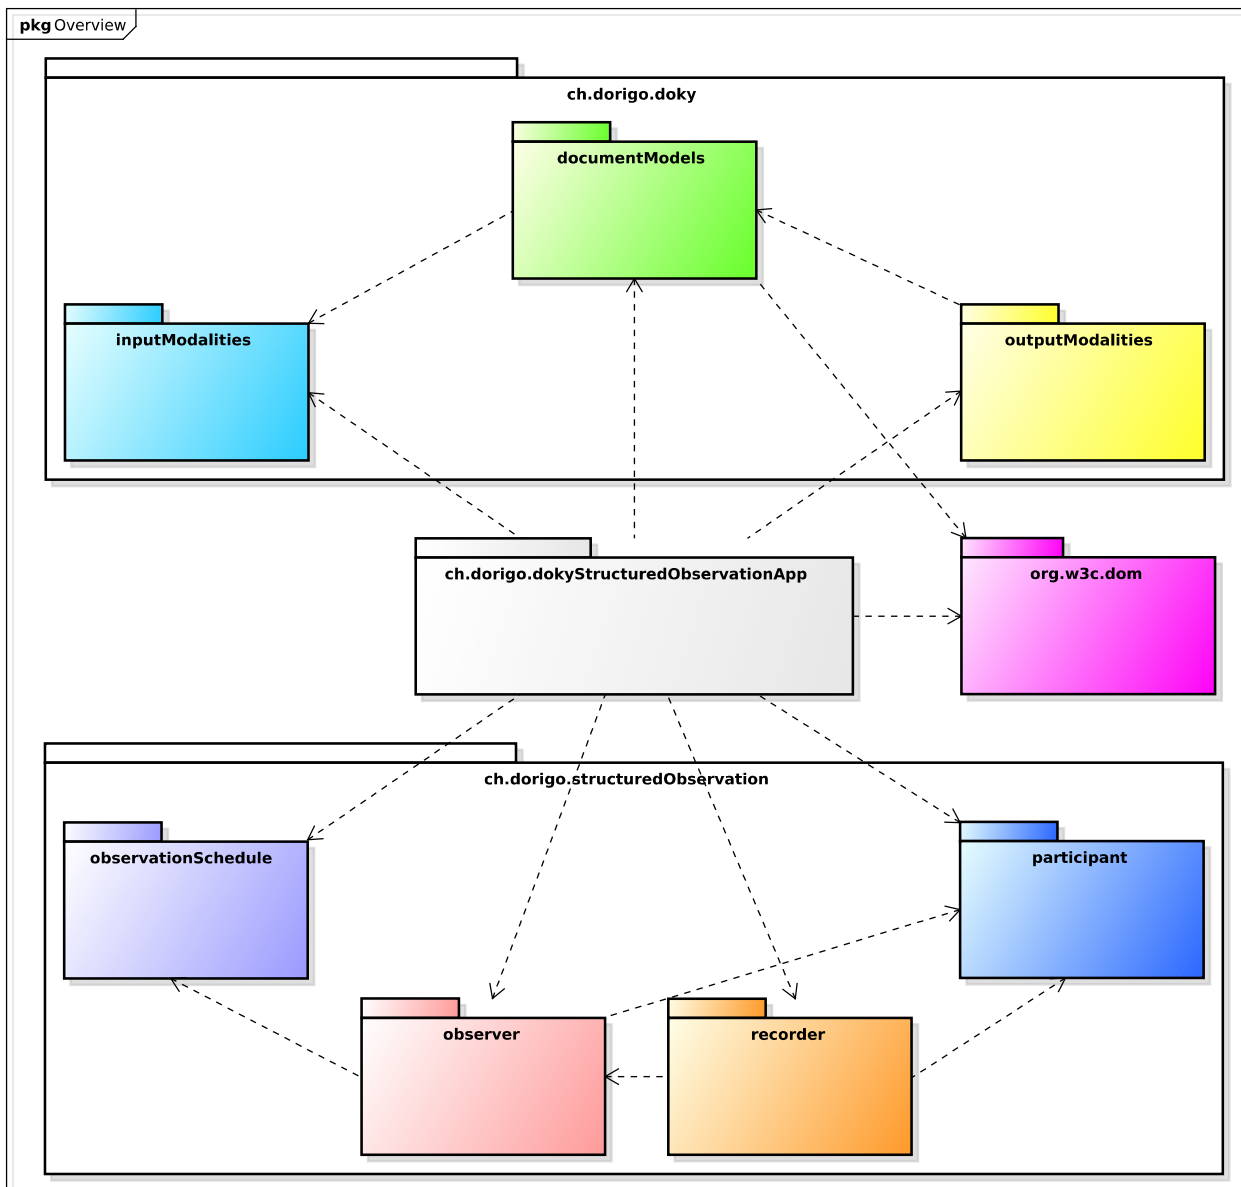 pkg Overview
ch.dorigo.doky
documentModels
inputModalities
outputModalities
ch.dorigo.dokyStructuredObservationApp
org.w3c.dom
ch.dorigo.structuredObservation
observationSchedule
participant
observer
recorder